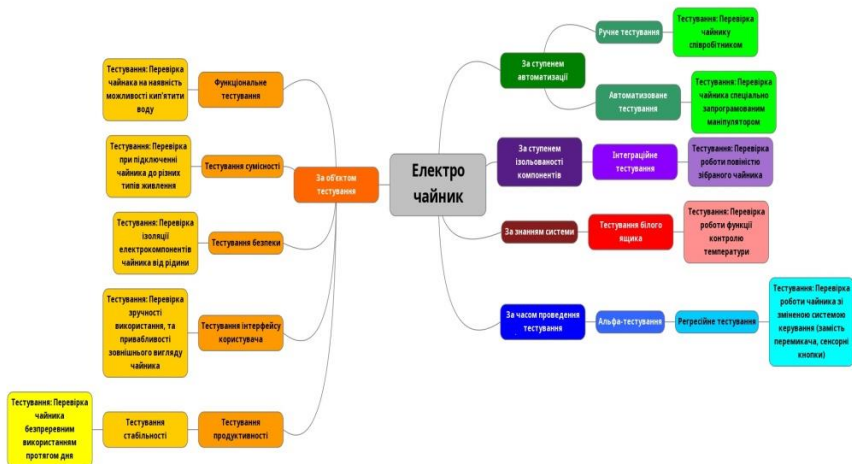 Електро
чайник
За об'єктом
тестування
Функціональне
тестування
Тестування: Перевірка
чайнака на наявність
можливості кип'ятити
воду
Тестування сумісності
Тестування: Перевірка
при підключенні
чайника до різних
типів живлення
Тестування безпеки
Тестування: Перевірка
ізоляції
електрокомпонентів
чайника від рідини
Тестування інтерфейсу
користувача
Тестування: Перевірка
зручності
використання, та
привабливості
зовнішнього вигляду
чайника
Тестування
продуктивності
Тестування
стабільності
Тестування: Перевірка
чайника
безпреревним
використанням
протягом дня
За ступенем
автоматизації
Ручне тестування
Тестування: Перевірка
чайнику
співробітником
Автоматизоване
тестування
Тестування: Перевірка
чайника спеціально
запрограмованим
маніпулятором
За ступенем
ізольованості
компонентів
Інтеграційне
тестування
Тестування: Перевірка
роботи повністю
зібраного чайника
За знанням системи
Тестування білого
ящика
Тестування: Перевірка
роботи функції
контролю
температури
За часом проведення
тестування
Альфа-тестування
Регресійне тестування
Тестування: Перевірка
роботи чайника зі
зміненою системою
керування (замість
перемикача, сенсорні
кнопки)